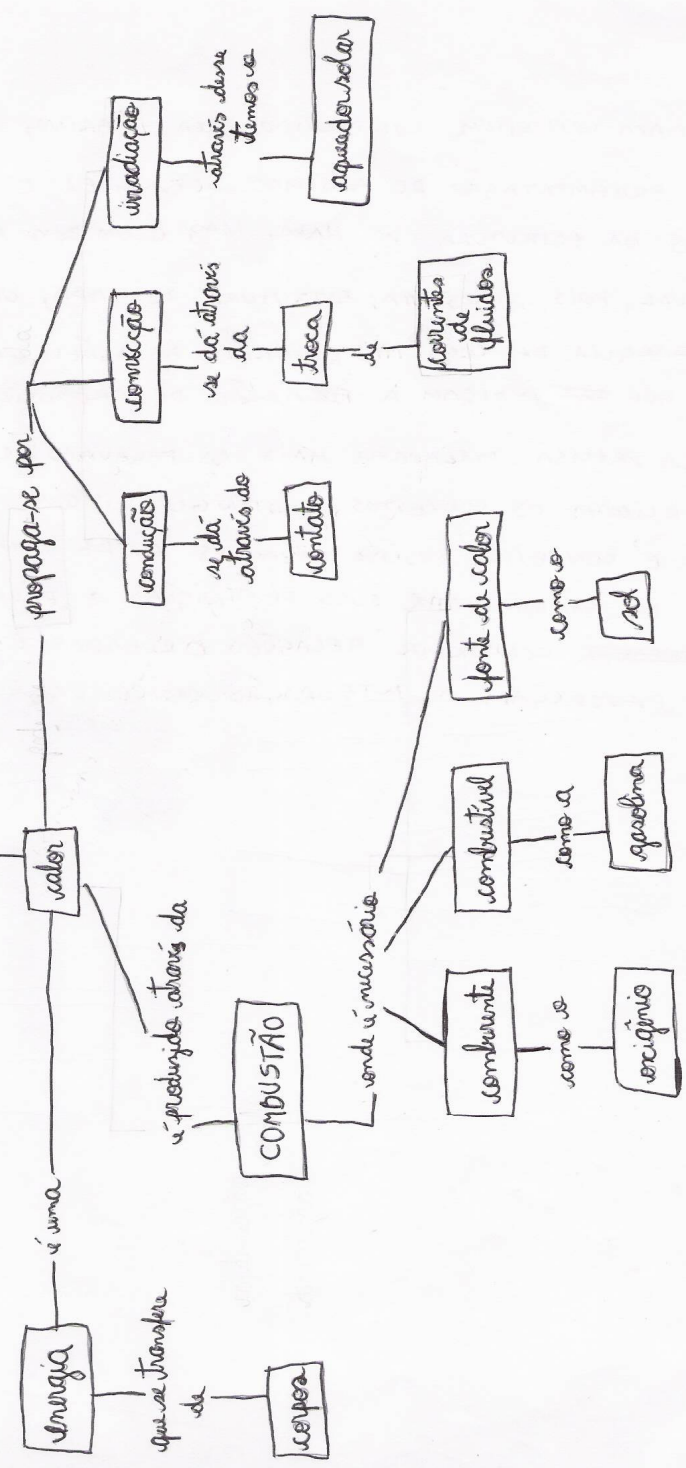 calor
é uma
energia
que se transfere
de
corpos
é produzido através da
COMBUSTÃO
onde é necessário
comburente
como o
oxigênio
combustível
como a
gasolina
fonte de calor
como o
sol
propaga-se por
condução
se dá
através do
contato
convecção
se dá através
da
troca
de
correntes
de
fluidos
irradiação
através desse
temos o
aquecedor solar